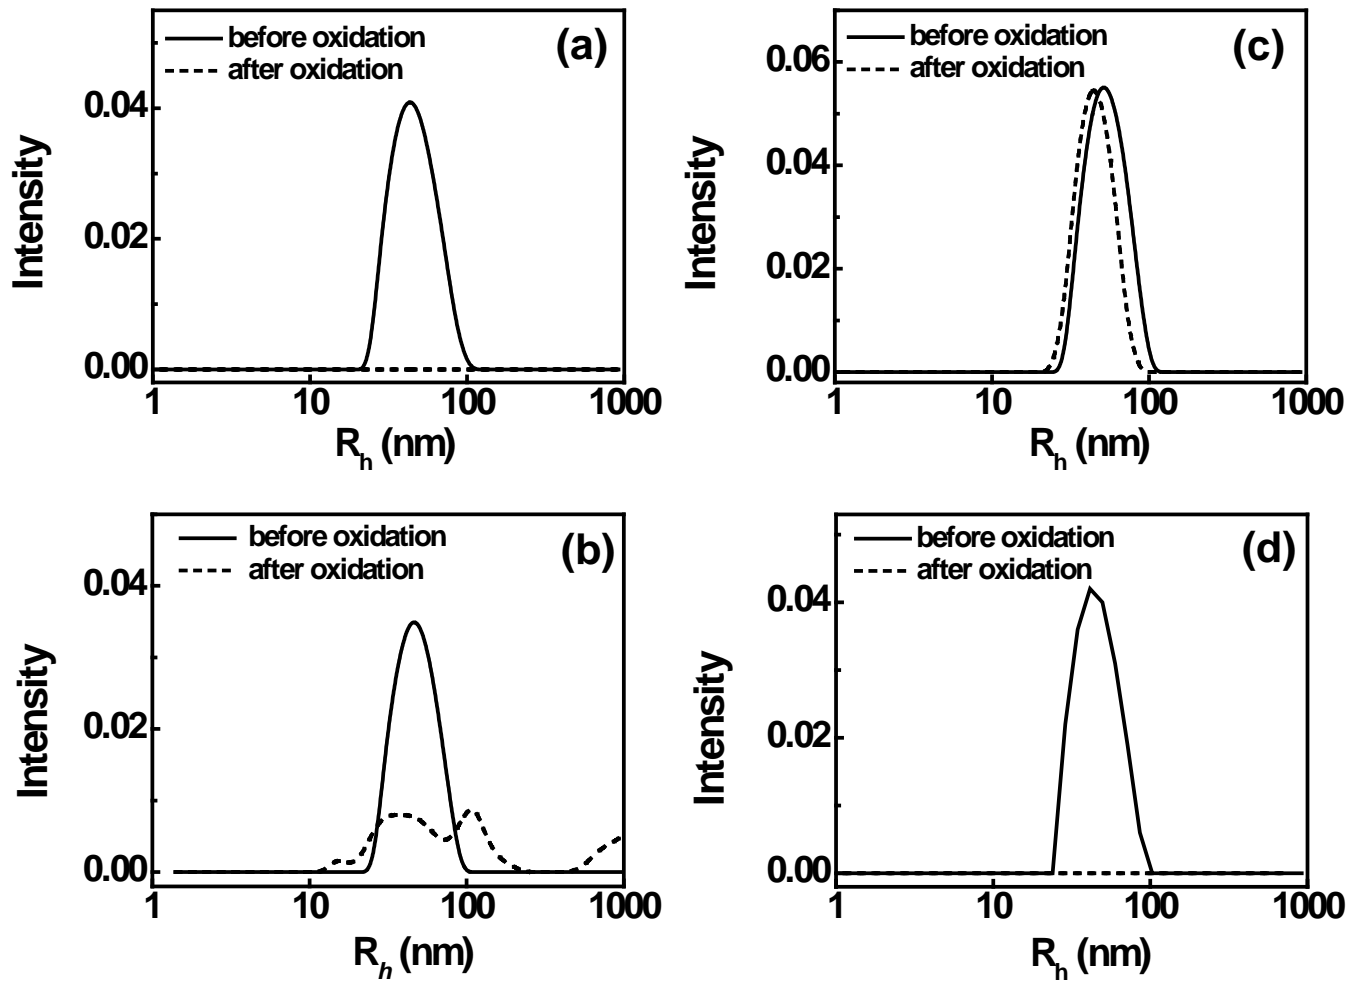 before oxidation
after oxidation
(a)
Intensity
0.04
0.02
0.00
1 10 100 1000
Rh (nm)
before oxidation
after oxidation
(c)
Intensity
0.06
0.04
0.02
0.00
1 10 100 1000
Rh (nm)
before oxidation
after oxidation
(b)
Intensity
0.04
0.02
0.00
1 10 100 1000
Rh (nm)
before oxidation
after oxidation
(d)
Intensity
0.04
0.02
0.00
1 10 100 1000
Rh (nm)